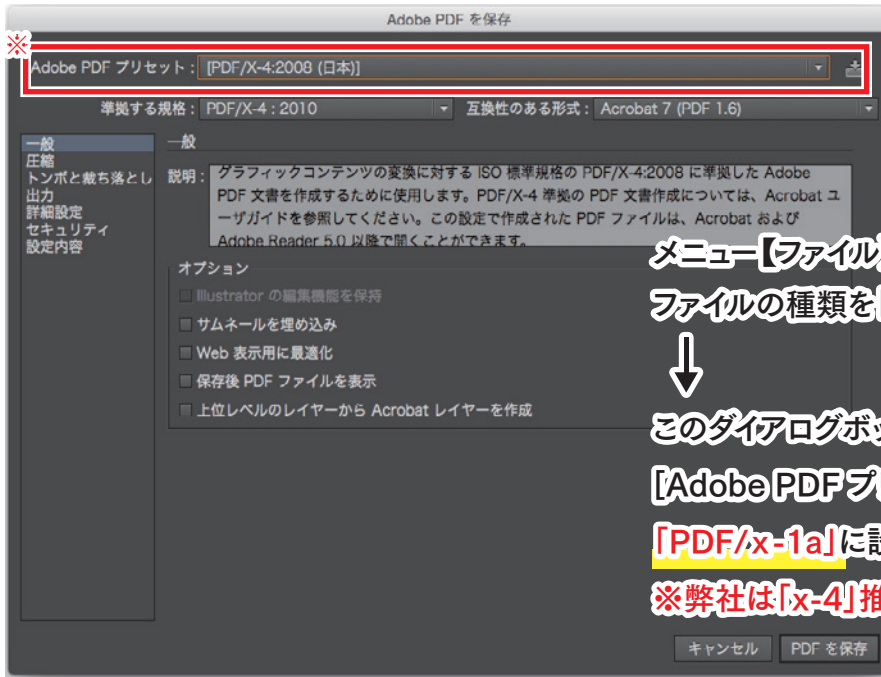 Adobe PDF を保存
※
Adobe PDF プリセット : [PDF/X-4:2008 (日本)]
準拠する規格 : PDF/X-4 : 2010
互換性のある形式 : Acrobat 7 (PDF 1.6)
一般
圧縮
トンボと裁ち落とし
出力
詳細設定
セキュリティ
設定内容
一般
説明 : グラフィックコンテンツの変換に対する ISO 標準規格の PDF/X-4:2008 に準拠した Adobe
PDF 文書を作成するために使用します。PDF/X-4 準拠の PDF 文書作成については、Acrobat ユ
ーザガイドを参照してください。この設定で作成された PDF ファイルは、Acrobat および
Adobe Reader 5.0 以降で開くことができます。
オプション
Illustrator の編集機能を保持
サムネールを埋め込み
Web 表示用に最適化
保存後 PDF ファイルを表示
上位レベルのレイヤーから Acrobat レイヤーを作成
メニュー【ファイル】
ファイルの種類を
↓
このダイアログボッ
[Adobe PDF プ
「PDF/x-1a」に設
※弊社は「x-4」推
キャンセル
PDF を保存